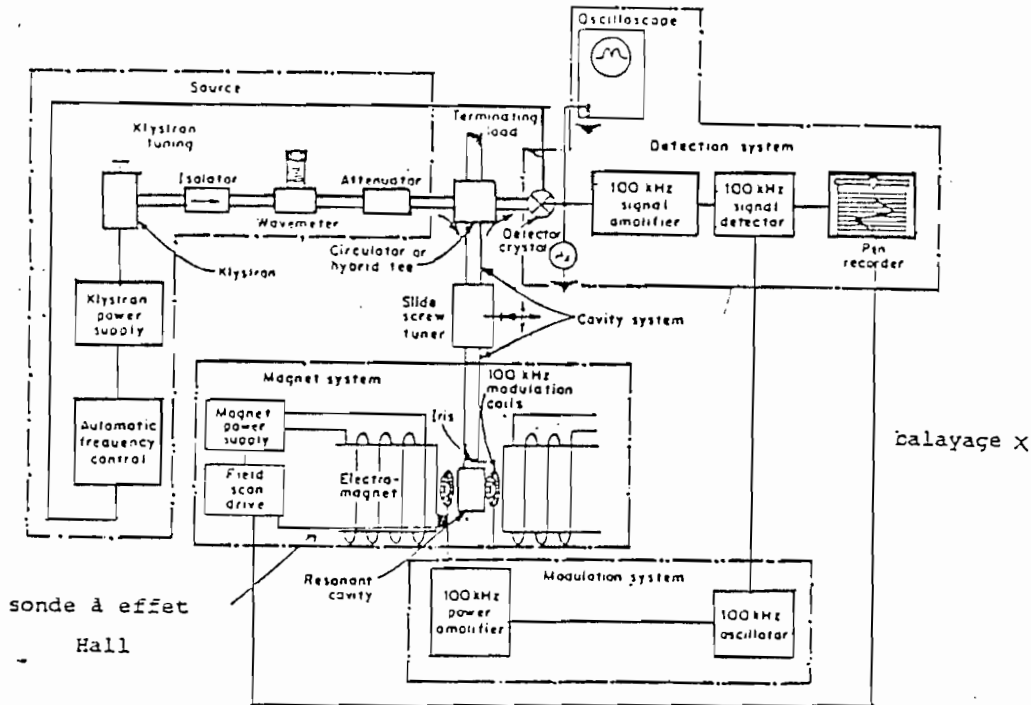 Oscilloscope
Source
Klystron
tuning
Isolator
Wavemeter
Attenuator
Terminating
load
Detection system
100 kHz
signal
amolifier
100 kHz
signal
detector
Pen
recorder
Circulator or
hybrid tee
Detector
crystal
Klystron
Klystron
power
supply
Slide
screw
tuner
Cavity system
Automatic
frequency
control
Magnet system
Magnet
power
supply
Field
scan
drive
Iris
100 kHz
modulation
coils
Electro-
magnet
balayage X
Resonant
cavity
Modulation system
100 kHz
power
amolifier
100 kHz
oscillator
sonde à effet
Hall